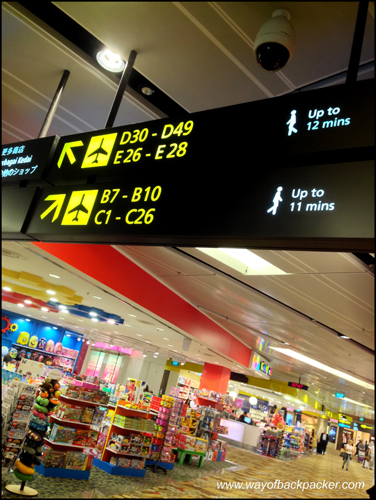 D30 - D49
E26 - E28
Up to
12 mins
B7 - B10
C1 - C26
Up to
11 mins
www.wayofbackpacker.com